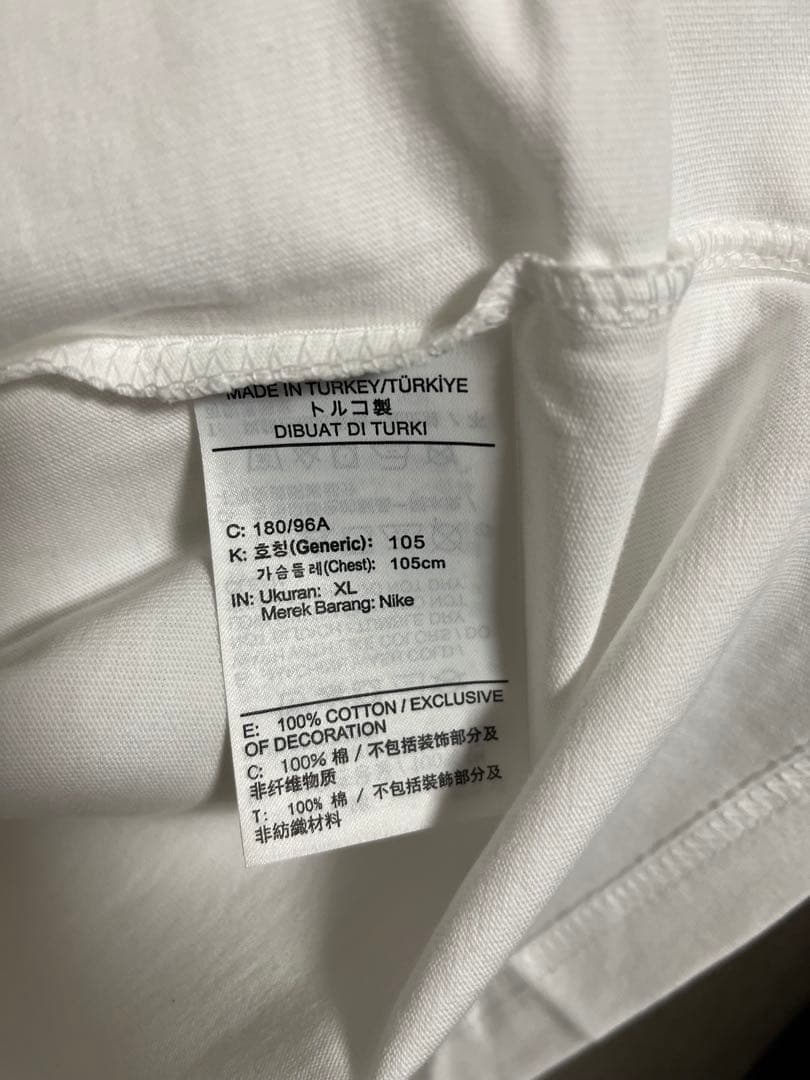 MADE IN TURKEY/TÜRKİYE
トルコ製
DIBUAT DI TURKI
C: 180/96A
K: 호칭(Generic): 105
가슴둘레(Chest): 105cm
IN: Ukuran: XL
Merek Barang: Nike
E: 100% COTTON / EXCLUSIVE
OF DECORATION
C: 100% 棉 / 不包括装饰部分及
非纤维物质
T: 100% 棉 / 不包括裝飾部分及
非紡織材料